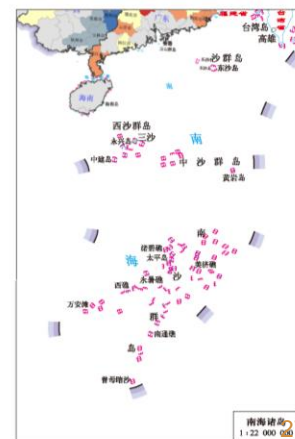 广东
台湾岛
高雄
沙群岛
东沙岛
海南
海
南
西沙群岛
永兴岛
三沙
中建岛
中沙群岛
黄岩岛
南
渚碧礁
太平岛
美济礁
海
沙
永暑礁
西礁
万安滩
群
南通礁
岛
曾母暗沙
南海诸岛
1:22 000 000
2